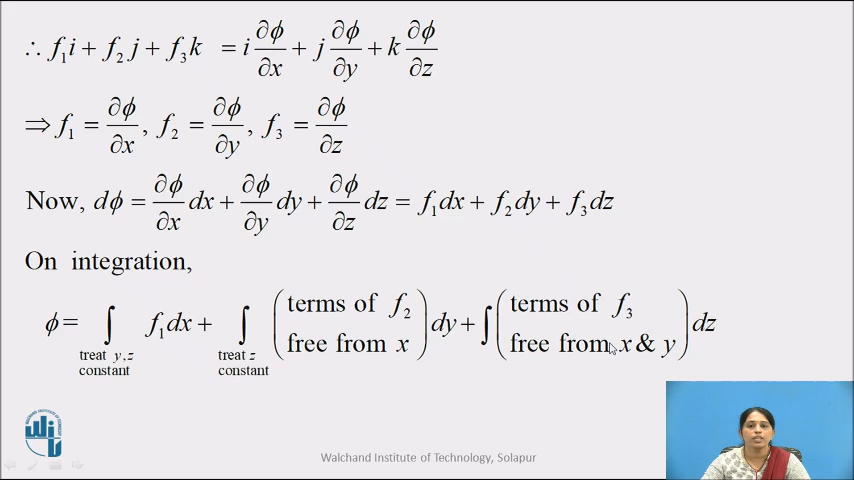 ∴ f₁i + f₂j + f₃k = i ∂ϕ/∂x + j ∂ϕ/∂y + k ∂ϕ/∂z
⇒ f₁ = ∂ϕ/∂x, f₂ = ∂ϕ/∂y, f₃ = ∂ϕ/∂z
Now, dϕ = ∂ϕ/∂x dx + ∂ϕ/∂y dy + ∂ϕ/∂z dz = f₁dx + f₂dy + f₃dz
On integration,
ϕ = ∫ f₁dx + ∫ (terms of f₂ free from x) dy + ∫ (terms of f₃ free from x & y) dz
treat y,z constant treat z constant
WIT
Walchand Institute of Technology, Solapur